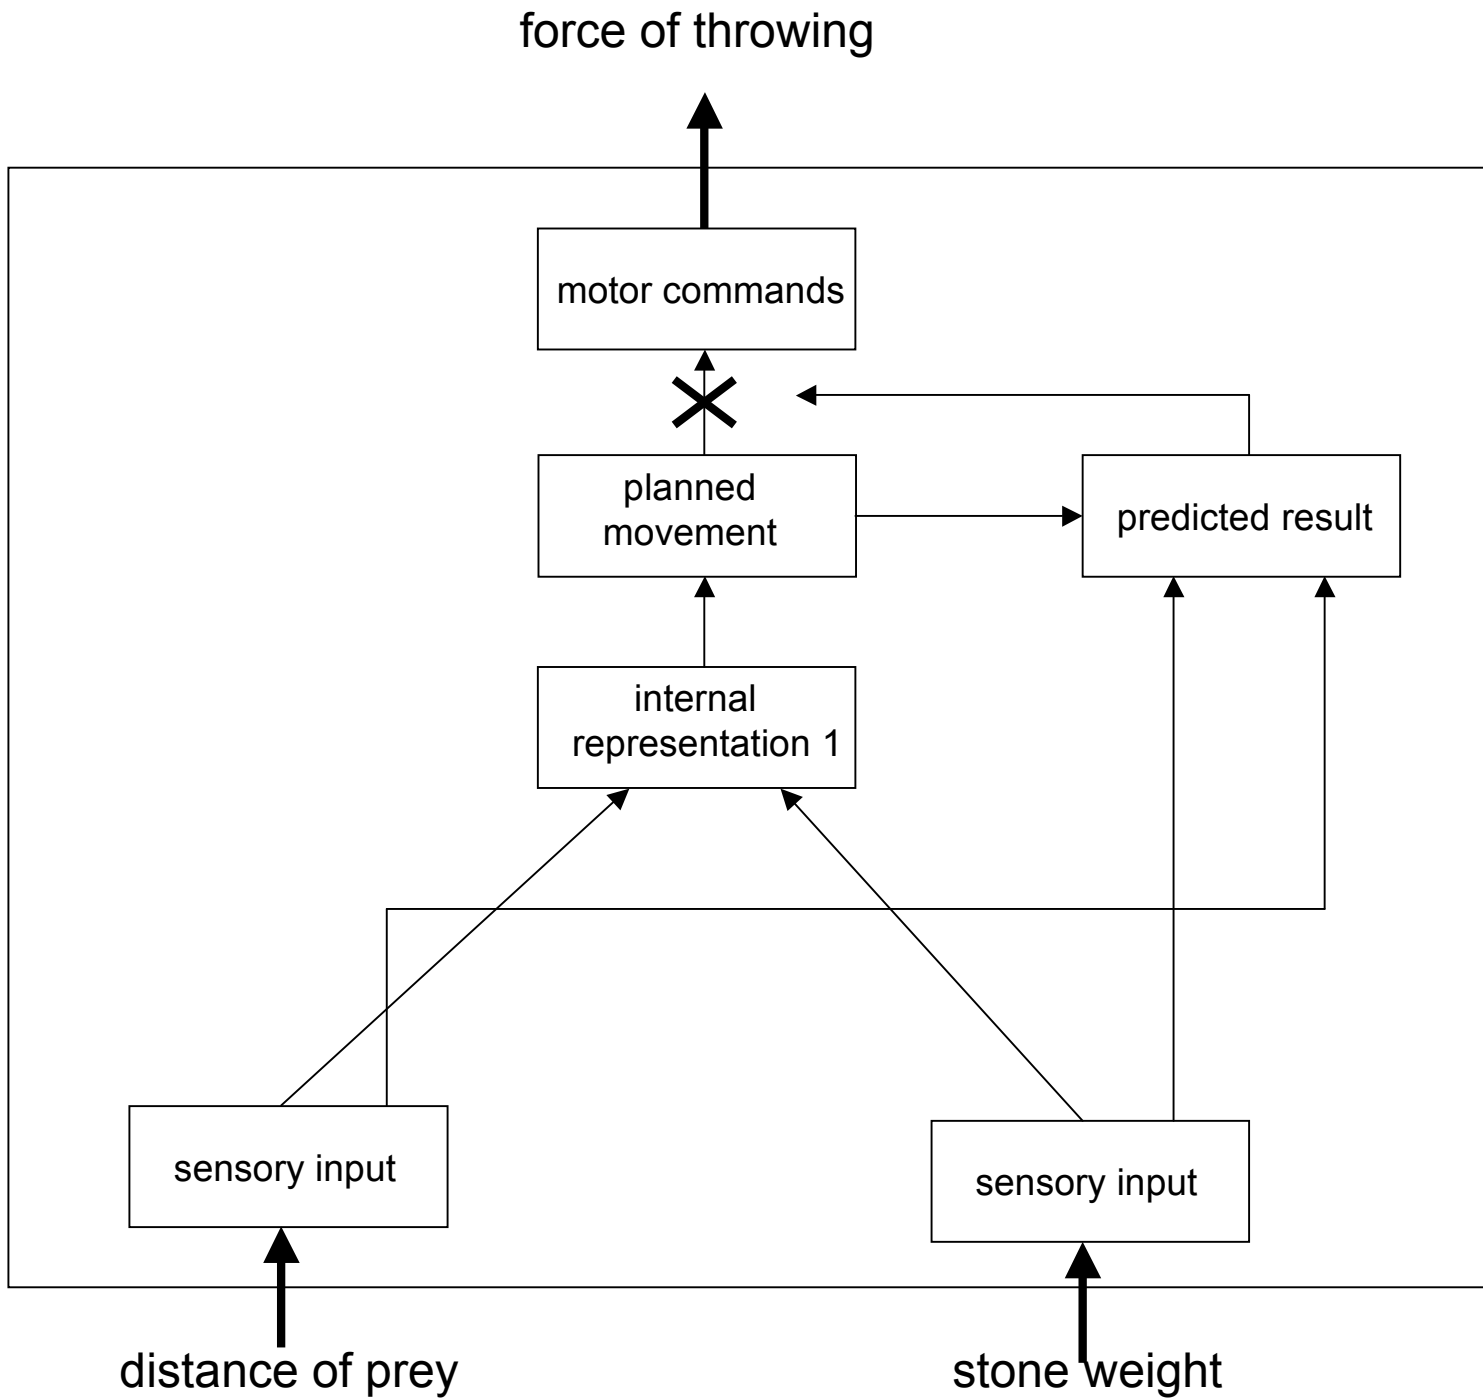 force of throwing
motor commands
planned
movement
predicted result
internal
representation 1
sensory input
sensory input
distance of prey
stone weight